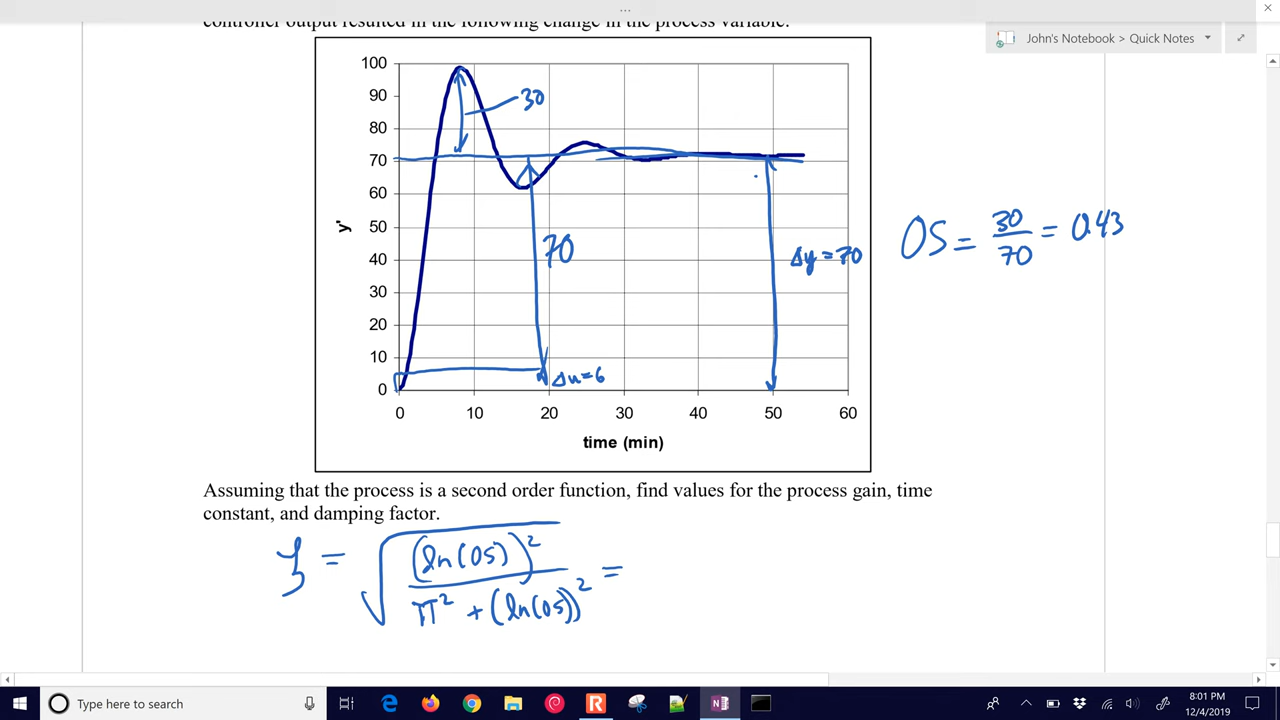 controller output resulted in the following change in the process variable.
John's Notebook > Quick Notes
100
90
80
70
60
50
40
30
20
10
0
y'
0 10 20 30 40 50 60
time (min)
30
70
Δu=6
Δy=70
OS = 30/70 = 0.43
Assuming that the process is a second order function, find values for the process gain, time
constant, and damping factor.
ζ = √((ln(OS))² / π² + (ln(OS))²) =
Type here to search
8:01 PM
12/4/2019